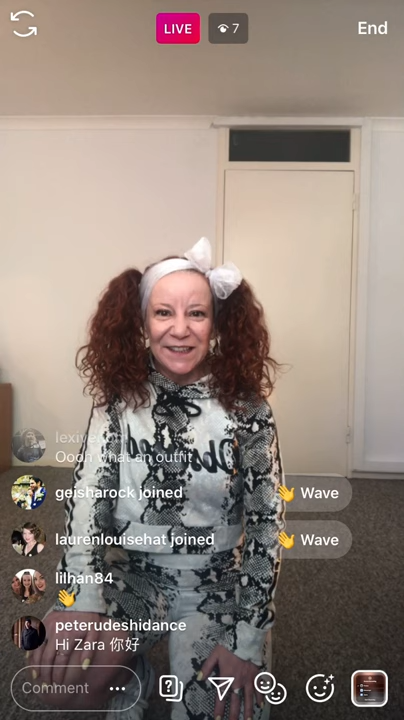 LIVE
7
End
Oooh what an outfit
geisharock joined
Wave
laurenlouisehat joined
Wave
lilhan84
peterudeshidance
Hi Zara 你好
Comment